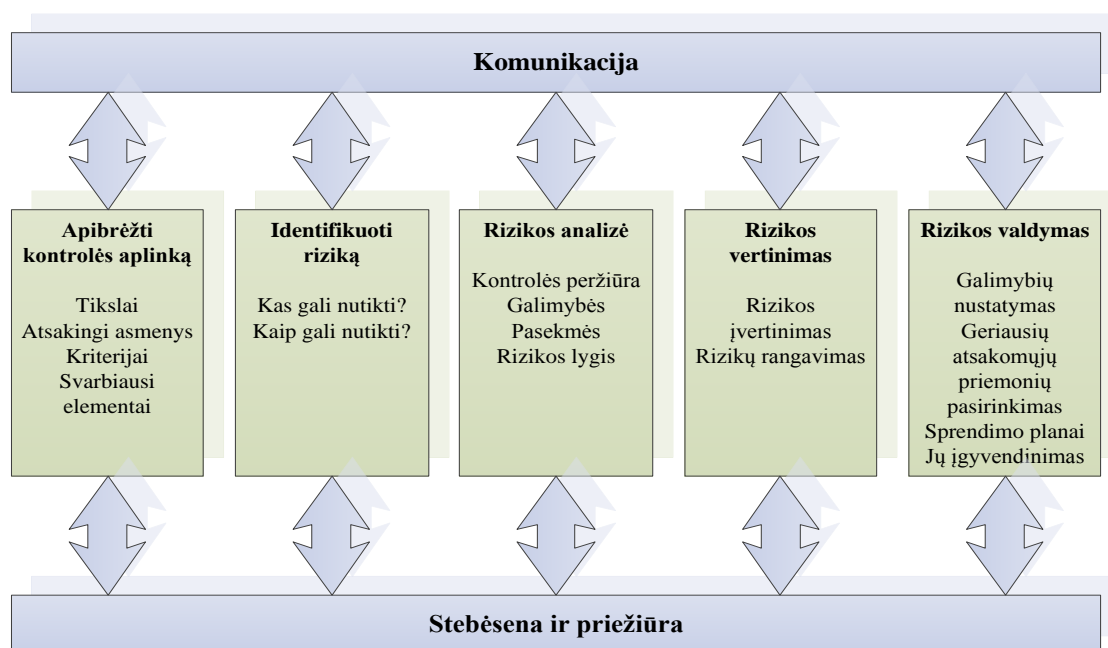 Komunikacija
Apibrėžti
kontrolės aplinką
Tikslai
Atsakingi asmenys
Kriterijai
Svarbiausi
elementai
Identifikuoti
riziką
Kas gali nutikti?
Kaip gali nutikti?
Rizikos analizė
Kontrolės peržiūra
Galimybės
Pasekmės
Rizikos lygis
Rizikos
vertinimas
Rizikos
įvertinimas
Rizikų rangavimas
Rizikos valdymas
Galimybių
nustatymas
Geriausių
atsakomųjų
priemonių
pasirinkimas
Sprendimo planai
Jų įgyvendinimas
Stebėsena ir priežiūra